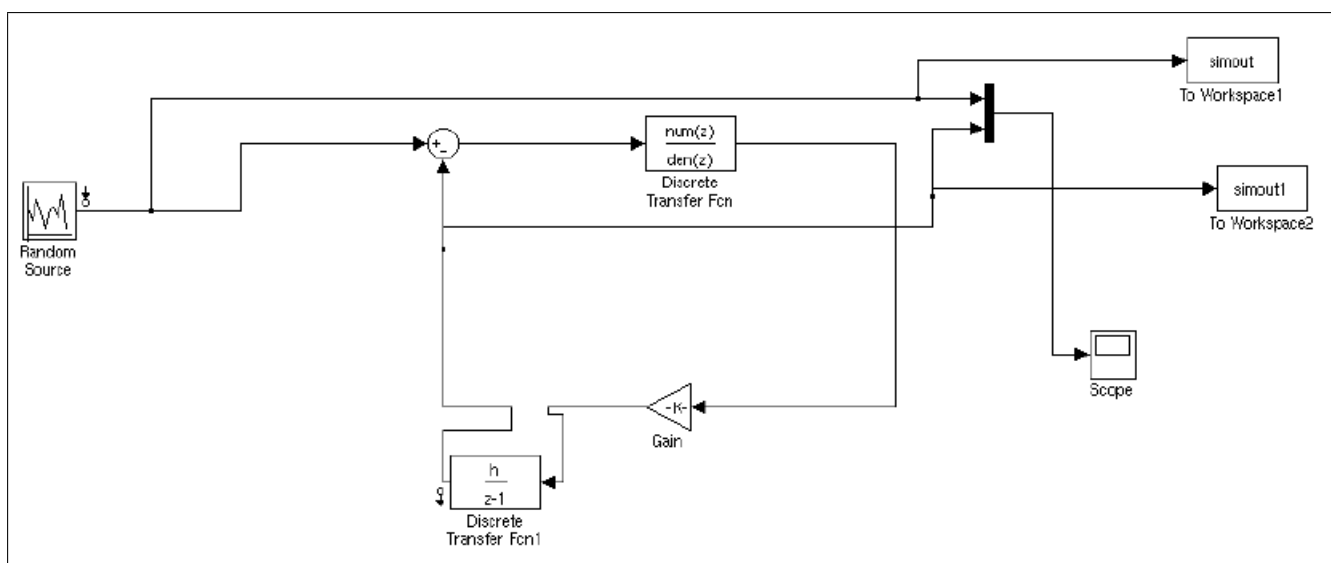 simout
To Workspace1
+
-
num(z)
den(z)
Discrete
Transfer Fcn
simout1
To Workspace2
Random
Source
Scope
-K-
Gain
h
z-1
Discrete
Transfer Fcn1